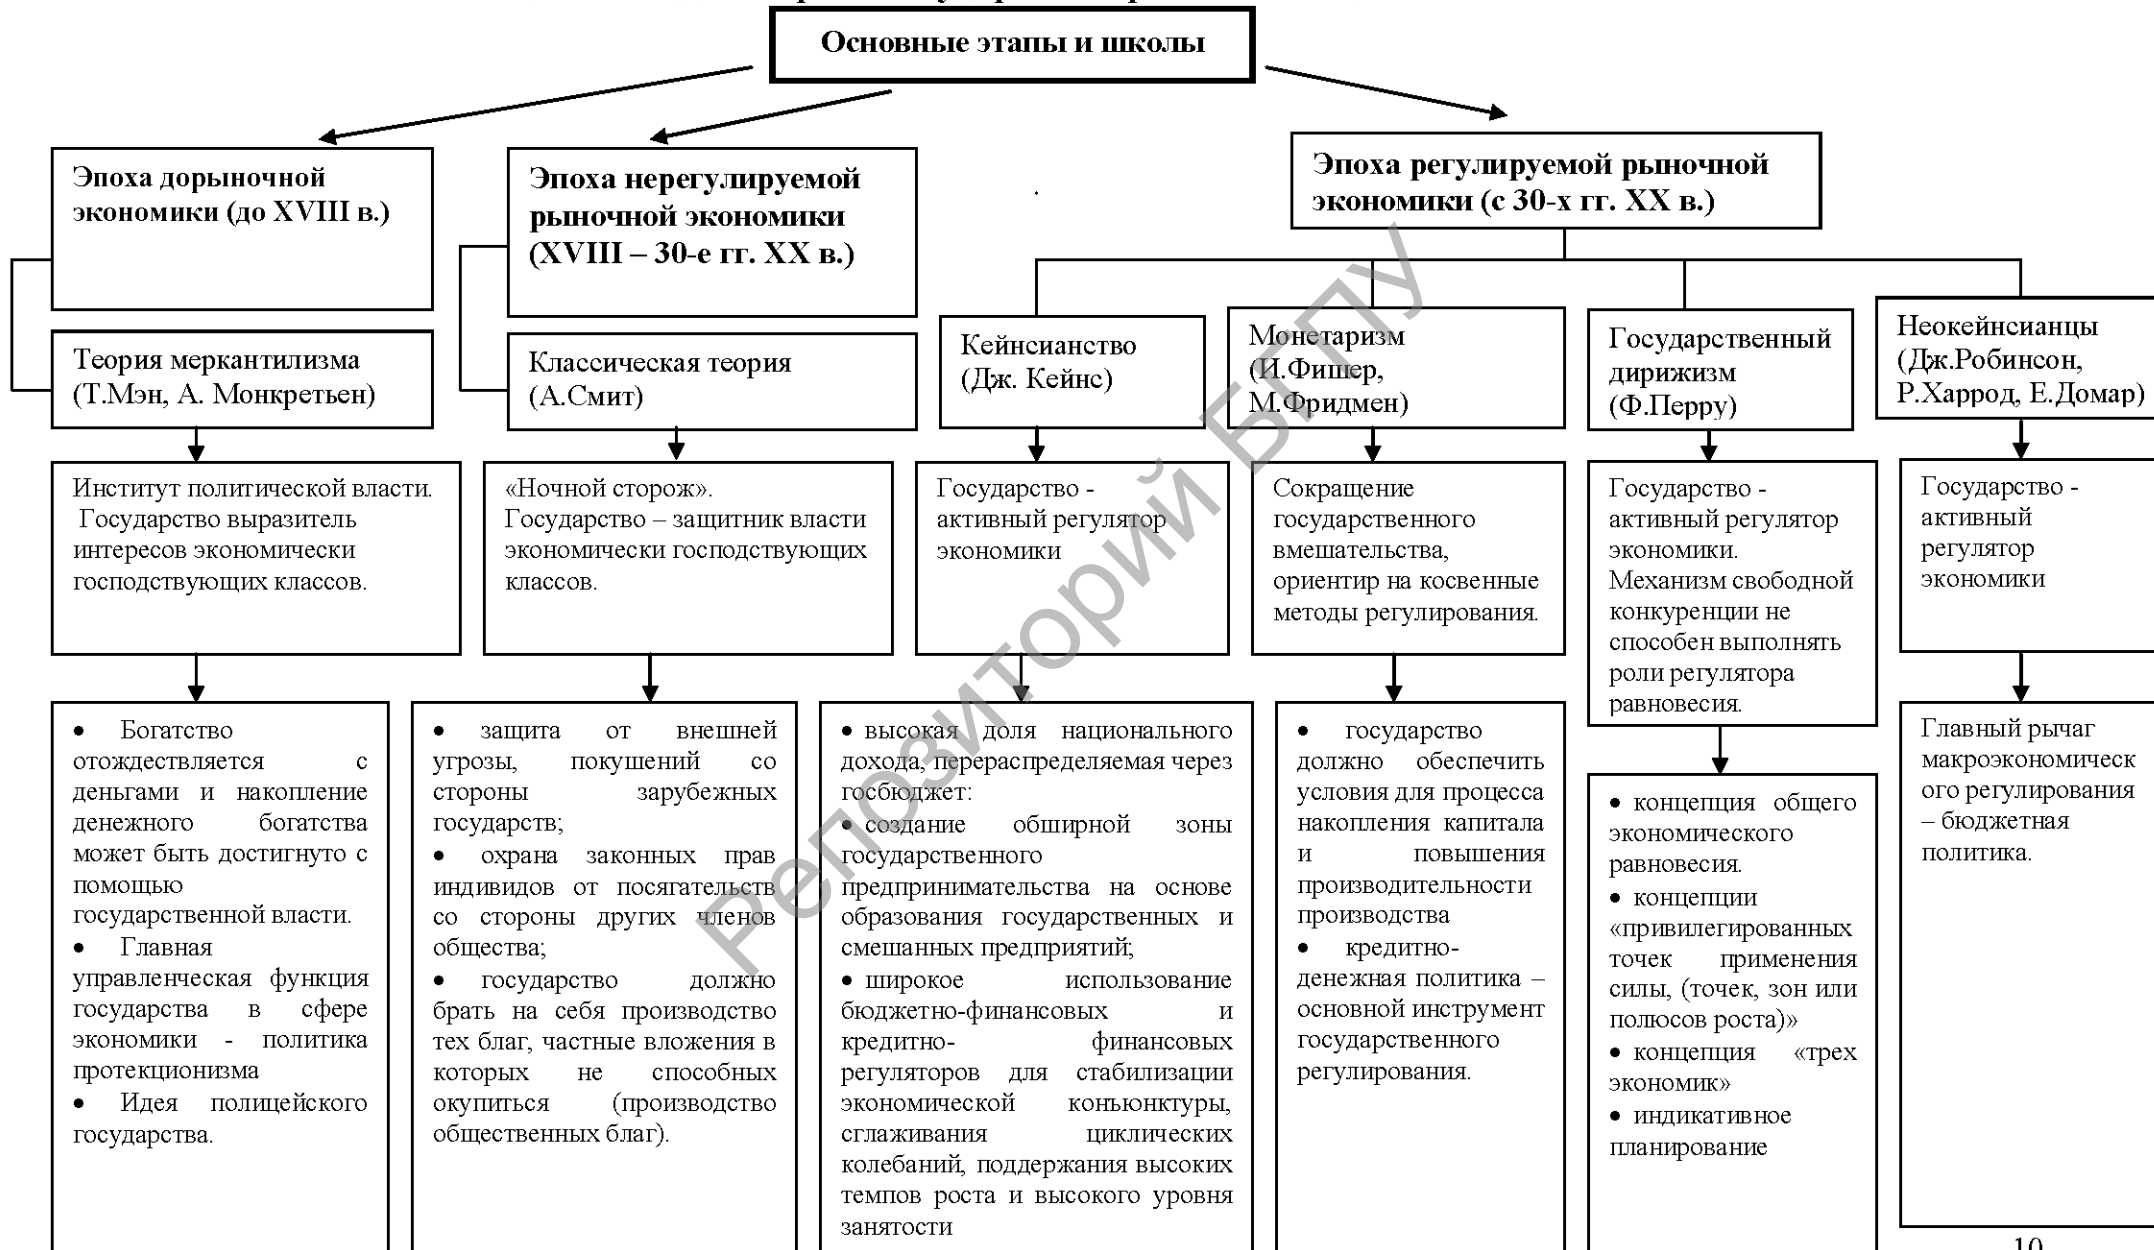 Основные этапы и школы
Эпоха дорыночной
экономики (до XVIII в.)
Эпоха нерегулируемой
рыночной экономики
(XVIII – 30-е гг. XX в.)
Эпоха регулируемой рыночной
экономики (с 30-х гг. XX в.)
Теория меркантилизма
(Т.Мэн, А. Монкретьен)
Классическая теория
(А.Смит)
Кейнсианство
(Дж. Кейнс)
Монетаризм
(И.Фишер,
М.Фридмен)
Государственный
дирижизм
(Ф.Перру)
Неокейнсианцы
(Дж.Робинсон,
Р.Харрод, Е.Домар)
Институт политической власти.
Государство выразитель
интересов экономически
господствующих классов.
«Ночной сторож».
Государство – защитник власти
экономически господствующих
классов.
Государство -
активный регулятор
экономики
Сокращение
государственного
вмешательства,
ориентир на косвенные
методы регулирования.
Государство -
активный регулятор
экономики.
Механизм свободной
конкуренции не
способен выполнять
роли регулятора
равновесия.
Государство -
активный
регулятор
экономики
• Богатство
отождествляется с
деньгами и накопление
денежного богатства
может быть достигнуто с
помощью
государственной власти.
• Главная
управленческая функция
государства в сфере
экономики - политика
протекционизма
• Идея полицейского
государства.
• защита от внешней
угрозы, покушений со
стороны зарубежных
государств;
• охрана законных прав
индивидов от посягательств
со стороны других членов
общества;
• государство должно
брать на себя производство
тех благ, частные вложения в
которых не способных
окупиться (производство
общественных благ).
• высокая доля национального
дохода, перераспределяемая через
госбюджет:
• создание обширной зоны
государственного
предпринимательства на основе
образования государственных и
смешанных предприятий;
• широкое использование
бюджетно-финансовых и
кредитно- финансовых
регуляторов для стабилизации
экономической конъюнктуры,
сглаживания циклических
колебаний, поддержания высоких
темпов роста и высокого уровня
занятости
• государство
должно обеспечить
условия для процесса
накопления капитала
и повышения
производительности
производства
• кредитно-
денежная политика –
основной инструмент
государственного
регулирования.
• концепция общего
экономического
равновесия.
• концепции
«привилегированных
точек применения
силы, (точек, зон или
полюсов роста)»
• концепция «трех
экономик»
• индикативное
планирование
Главный рычаг
макроэкономическ
ого регулирования
– бюджетная
политика.
Репозиторий БГПУ
10